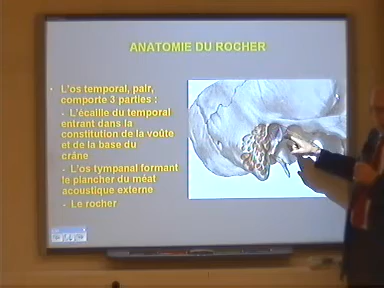 ANATOMIE DU ROCHER
• L'os temporal, pair,
comporte 3 parties :
- L'écaille du temporal
entrant dans la
constitution de la voûte
et de la base du
crâne
- L'os tympanal formant
le plancher du méat
acoustique externe
- Le rocher